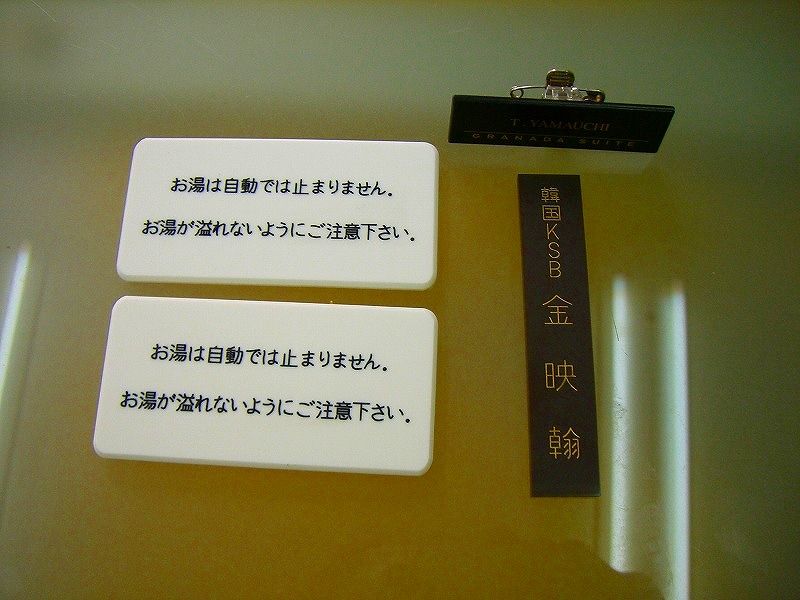 お湯は自動では止まりません.
お湯が溢れないようにご注意下さい.
お湯は自動では止まりません.
お湯が溢れないようにご注意下さい.
T. YAMAUCHI
GRANADA SUITE
韓国KSB 金映翰